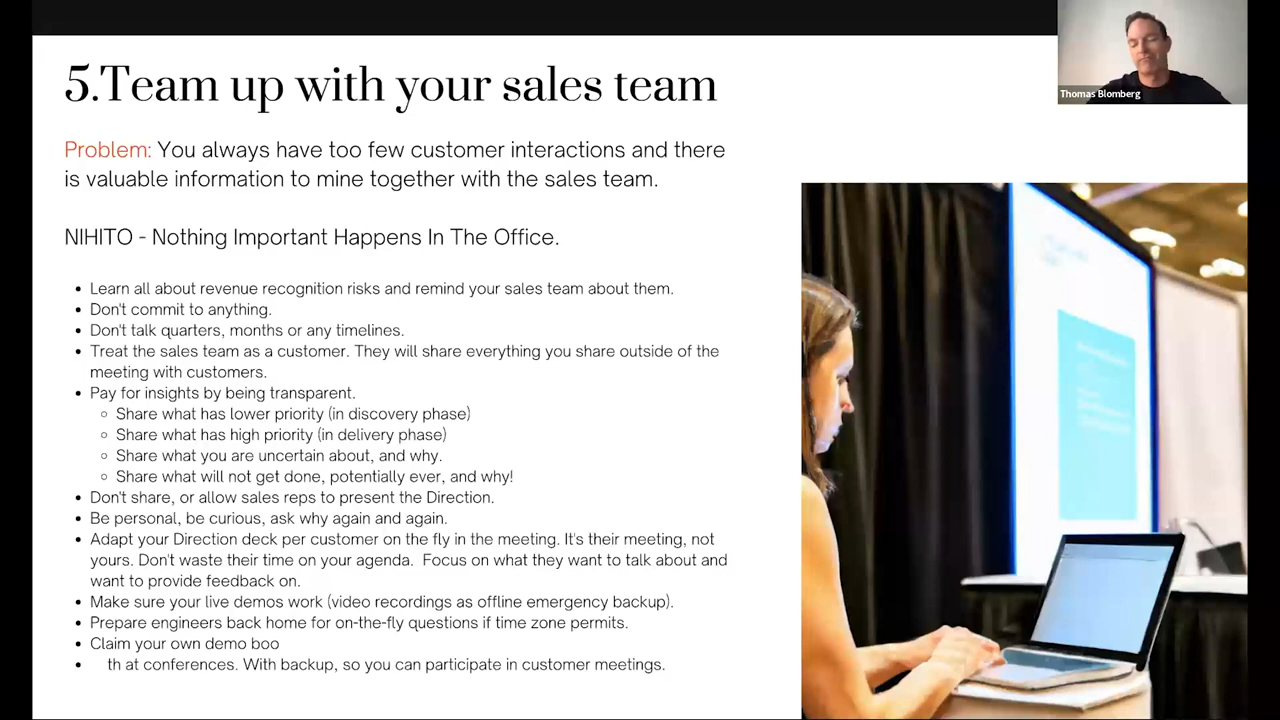 5.Team up with your sales team
Thomas Blomberg
Problem: You always have too few customer interactions and there
is valuable information to mine together with the sales team.
NIHITO - Nothing Important Happens In The Office.
• Learn all about revenue recognition risks and remind your sales team about them.
• Don't commit to anything.
• Don't talk quarters, months or any timelines.
• Treat the sales team as a customer. They will share everything you share outside of the
meeting with customers.
• Pay for insights by being transparent.
◦ Share what has lower priority (in discovery phase)
◦ Share what has high priority (in delivery phase)
◦ Share what you are uncertain about, and why.
◦ Share what will not get done, potentially ever, and why!
• Don't share, or allow sales reps to present the Direction.
• Be personal, be curious, ask why again and again.
• Adapt your Direction deck per customer on the fly in the meeting. It's their meeting, not
yours. Don't waste their time on your agenda.  Focus on what they want to talk about and
want to provide feedback on.
• Make sure your live demos work (video recordings as offline emergency backup).
• Prepare engineers back home for on-the-fly questions if time zone permits.
• Claim your own demo boo
• th at conferences. With backup, so you can participate in customer meetings.